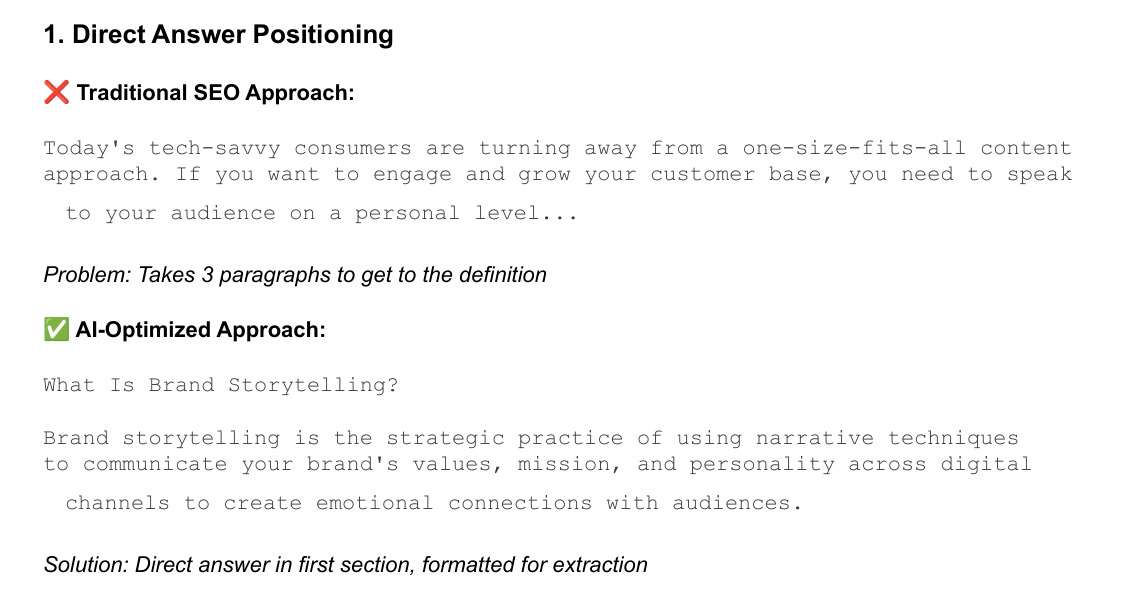 1. Direct Answer Positioning
❌ Traditional SEO Approach:
Today's tech-savvy consumers are turning away from a one-size-fits-all content
approach. If you want to engage and grow your customer base, you need to speak
to your audience on a personal level...
Problem: Takes 3 paragraphs to get to the definition
✅ AI-Optimized Approach:
What Is Brand Storytelling?
Brand storytelling is the strategic practice of using narrative techniques
to communicate your brand's values, mission, and personality across digital
channels to create emotional connections with audiences.
Solution: Direct answer in first section, formatted for extraction